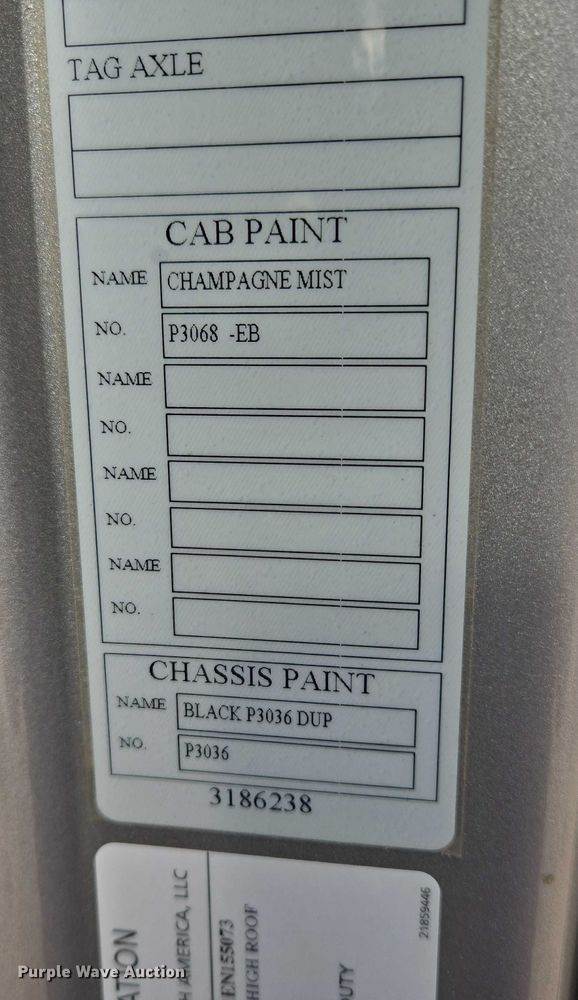 TAG AXLE
CAB PAINT
NAME CHAMPAGNE MIST
NO. P3068 -EB
NAME
NO.
NAME
NO.
NAME
NO.
CHASSIS PAINT
NAME BLACK P3036 DUP
NO. P3036
3186238
H AMERICA, LLC
EN155073
HIGH ROOF
21859446
Purple Wave Auction